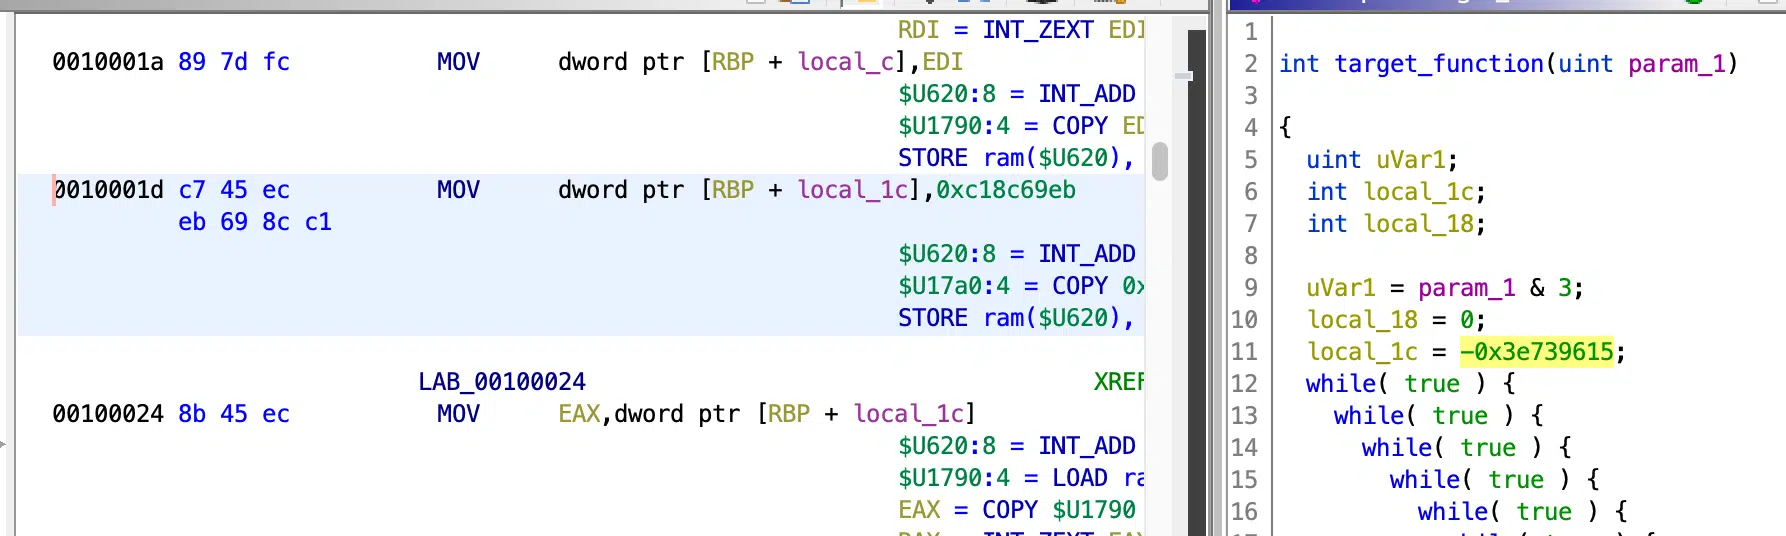 RDI = INT_ZEXT EDI
0010001a 89 7d fc MOV dword ptr [RBP + local_c],EDI
$U620:8 = INT_ADD
$U1790:4 = COPY ED
STORE ram($U620),
0010001d c7 45 ec MOV dword ptr [RBP + local_1c],0xc18c69eb
eb 69 8c c1
$U620:8 = INT_ADD
$U17a0:4 = COPY 0x
STORE ram($U620),
LAB_00100024 XREF
00100024 8b 45 ec MOV EAX,dword ptr [RBP + local_1c]
$U620:8 = INT_ADD
$U1790:4 = LOAD ra
EAX = COPY $U1790
RAX = INT_ZEXT EAX
1
2 int target_function(uint param_1)
3
4 {
5 uint uVar1;
6 int local_1c;
7 int local_18;
8
9 uVar1 = param_1 & 3;
10 local_18 = 0;
11 local_1c = -0x3e739615;
12 while( true ) {
13 while( true ) {
14 while( true ) {
15 while( true ) {
16 while( true ) {